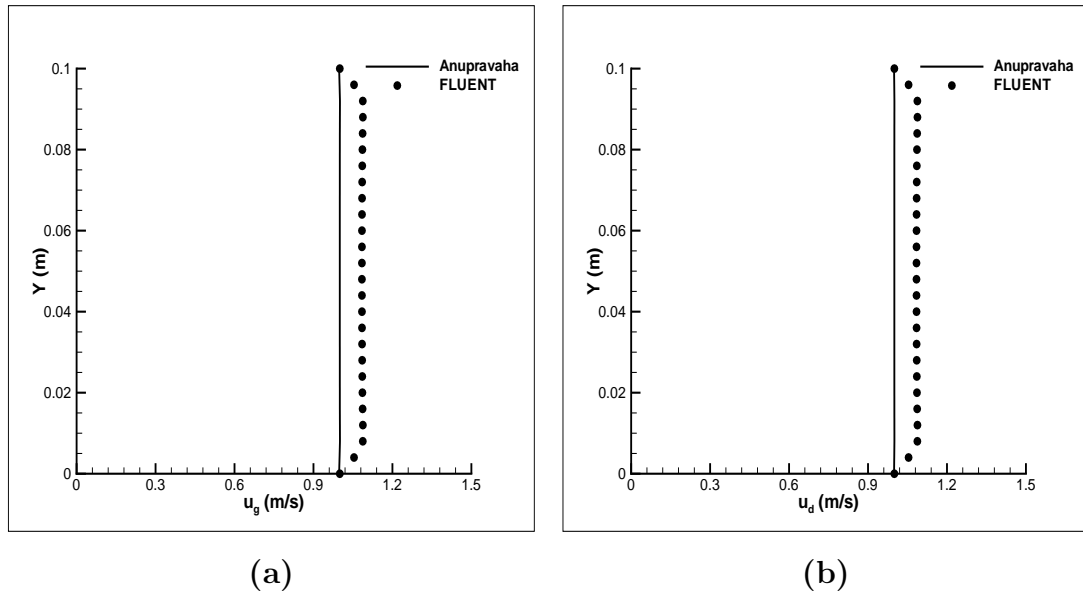 Anupravaha
FLUENT
0.1
0.08
0.06
0.04
0.02
0
Y (m)
0 0.3 0.6 0.9 1.2 1.5
u_g (m/s)
(a)
Anupravaha
FLUENT
0.1
0.08
0.06
0.04
0.02
0
Y (m)
0 0.3 0.6 0.9 1.2 1.5
u_d (m/s)
(b)